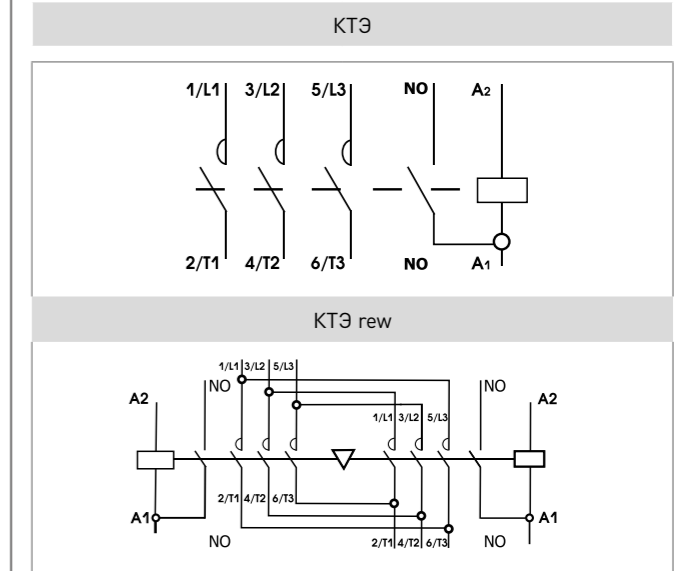 КТЭ
1/L1 3/L2 5/L3 NO A2
2/T1 4/T2 6/T3 NO A1
КТЭ rew
1/L1 3/L2 5/L3
NO NO
A2 A2
1/L1 3/L2 5/L3
2/T1 4/T2 6/T3
A1 A1
NO 2/T1 4/T2 6/T3 NO